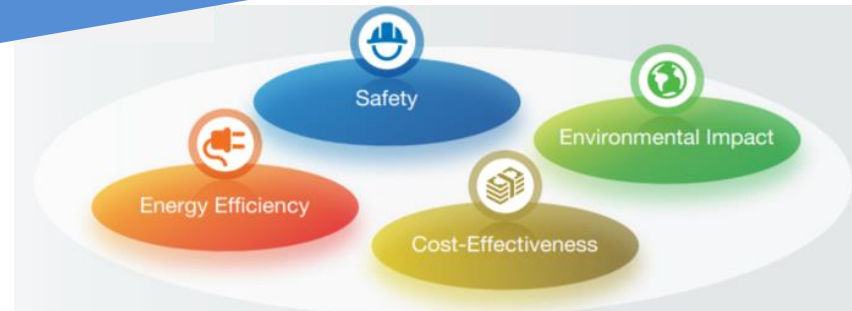 Safety
Environmental Impact
Energy Efficiency
Cost-Effectiveness